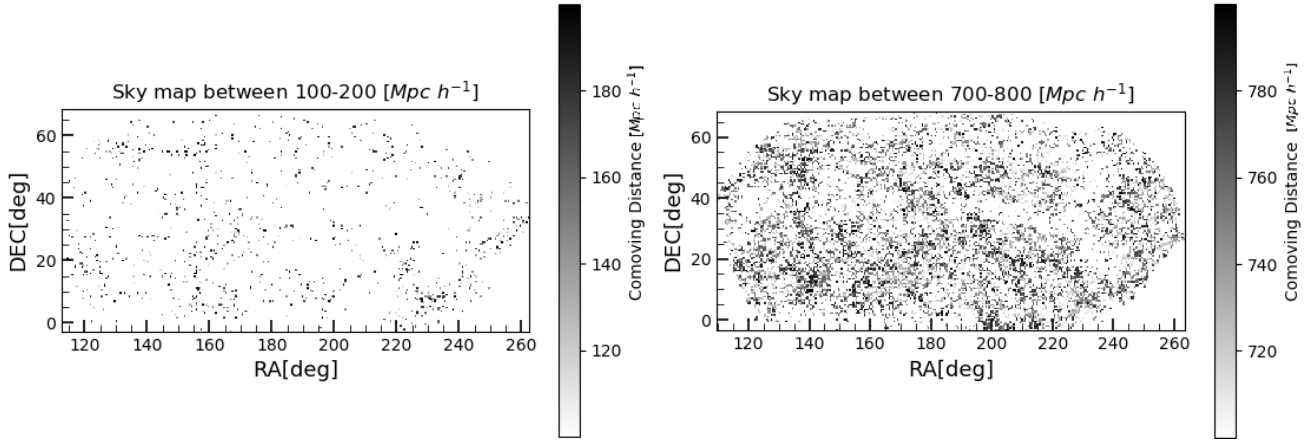 Sky map between 100-200 [Mpc h⁻¹]
60
40
20
0
DEC[deg]
120 140 160 180 200 220 240 260
RA[deg]
180
160
140
120
Comoving Distance [Mpc h⁻¹]
Sky map between 700-800 [Mpc h⁻¹]
60
40
20
0
DEC[deg]
120 140 160 180 200 220 240 260
RA[deg]
780
760
740
720
Comoving Distance [Mpc h⁻¹]